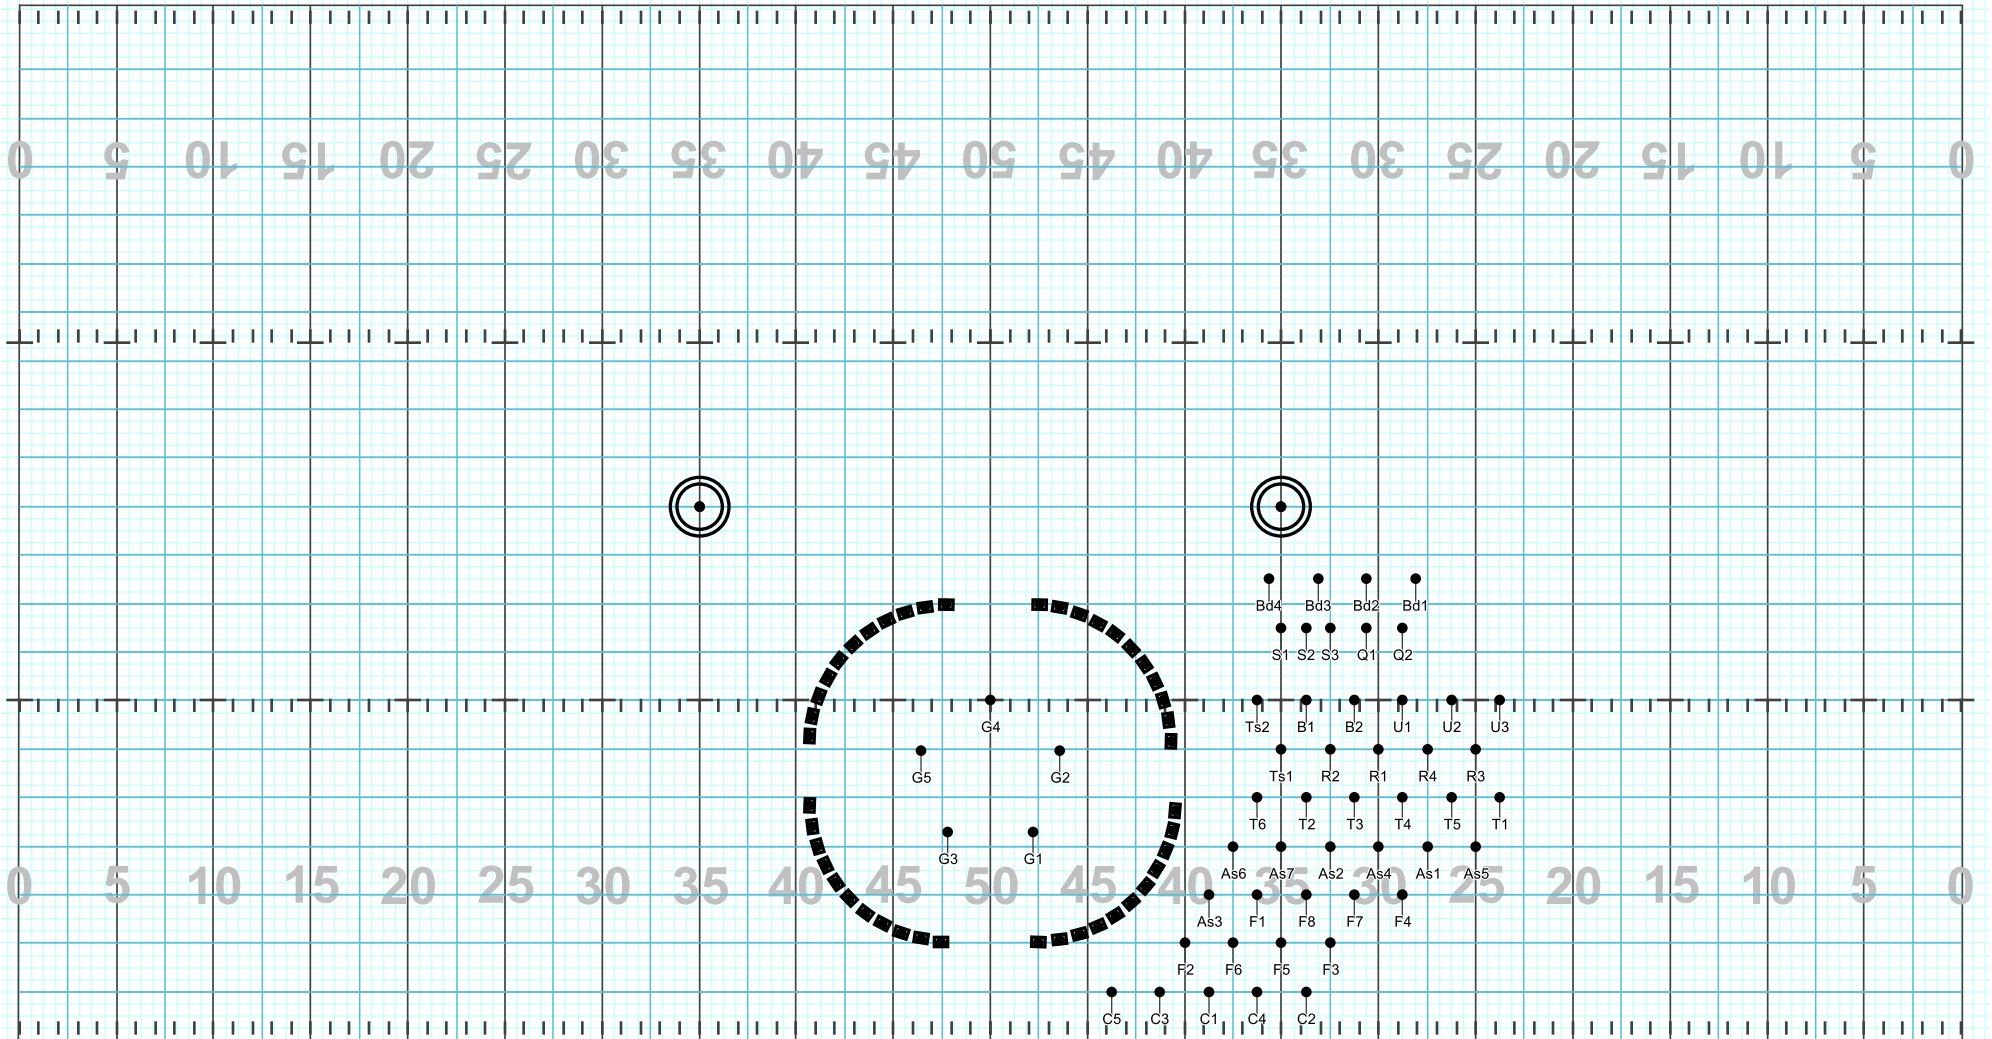 0 5 10 15 20 25 30 35 40 45 50 45 40 35 30 25 20 15 10 5 0
Bd4 Bd3 Bd2 Bd1
S1 S2 S3 Q1 Q2
G4 Ts2 B1 B2 U1 U2 U3
G5 G2 Ts1 R2 R1 R4 R3
T6 T2 T3 T4 T5 T1
G3 G1
As6 As7 As2 As4 As1 As5
0 5 10 15 20 25 30 35 40 45 50 45 40 35 30 25 20 15 10 5 0
As3 F1 F8 F7 F4
F2 F6 F5 F3
C5 C3 C1 C4 C2